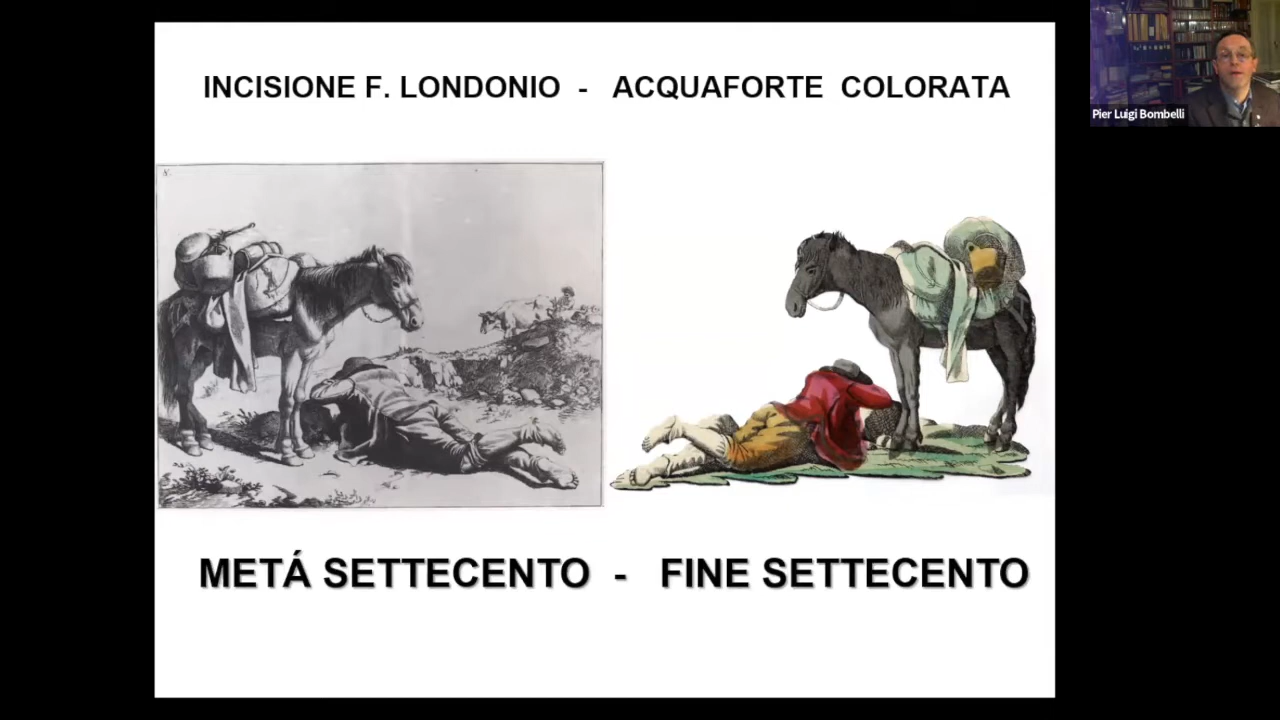 INCISIONE F. LONDONIO - ACQUAFORTE COLORATA
Pier Luigi Bombelli
METÁ SETTECENTO - FINE SETTECENTO